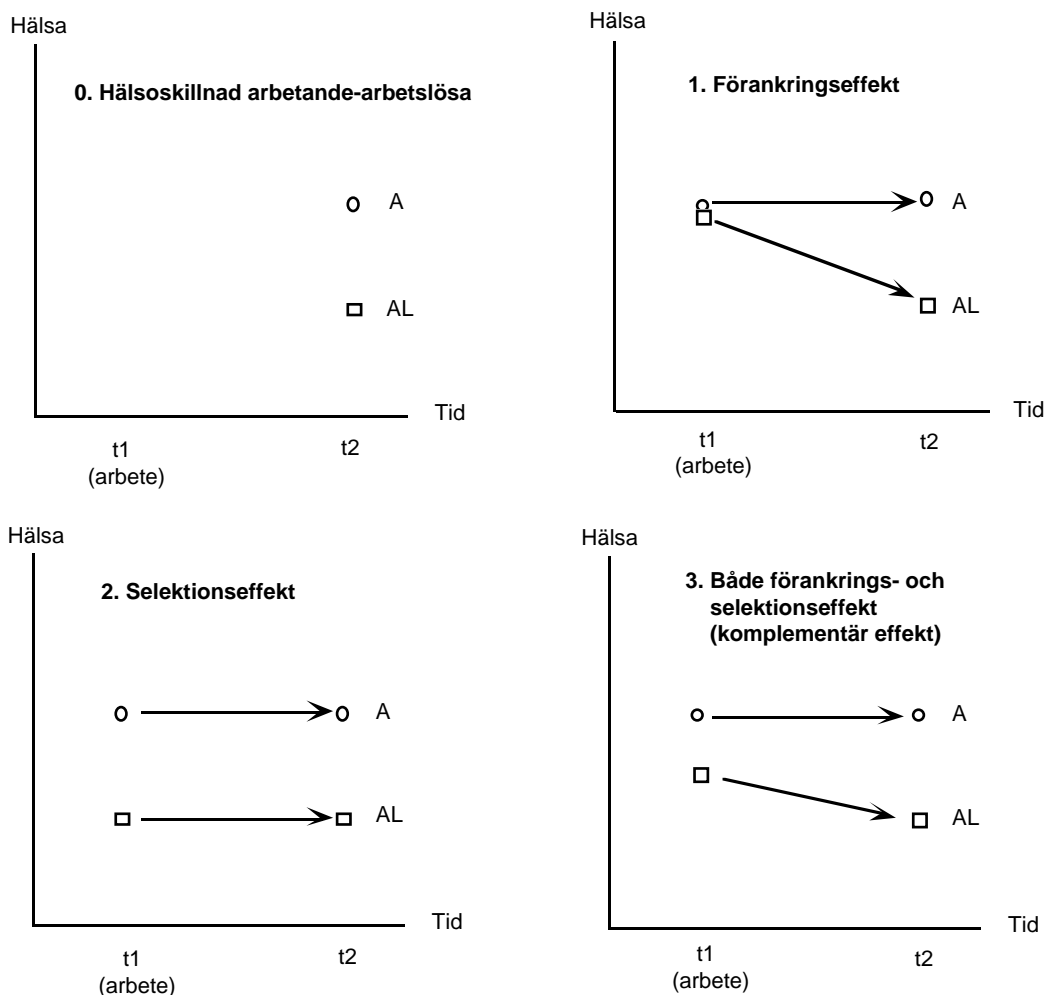 Hälsa
0. Hälsoskillnad arbetande-arbetslösa
A
AL
Tid
t1
(arbete)
t2
Hälsa
1. Förankringseffekt
A
AL
Tid
t1
(arbete)
t2
Hälsa
2. Selektionseffekt
A
AL
Tid
t1
(arbete)
t2
Hälsa
3. Både förankrings- och
selektionseffekt
(komplementär effekt)
A
AL
Tid
t1
(arbete)
t2